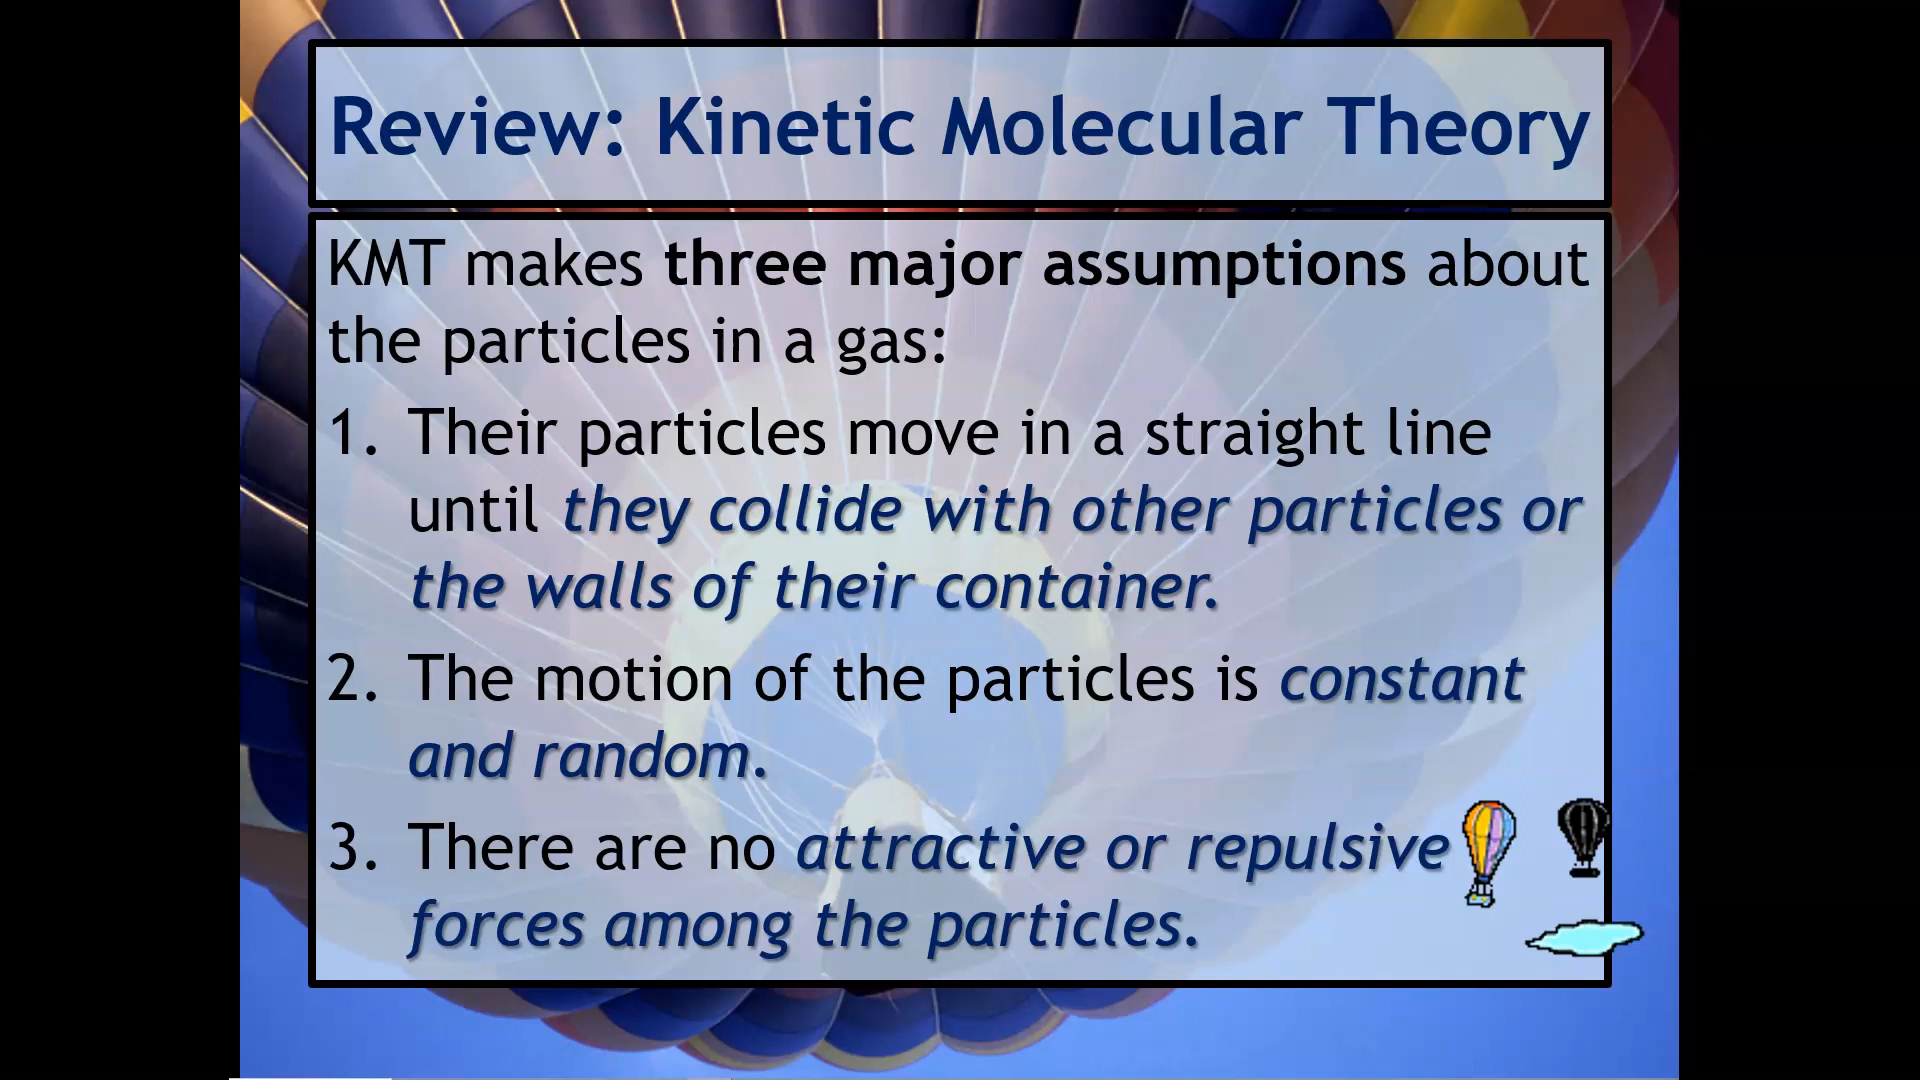 Review: Kinetic Molecular Theory
KMT makes three major assumptions about
the particles in a gas:
1. Their particles move in a straight line
until they collide with other particles or
the walls of their container.
2. The motion of the particles is constant
and random.
3. There are no attractive or repulsive
forces among the particles.